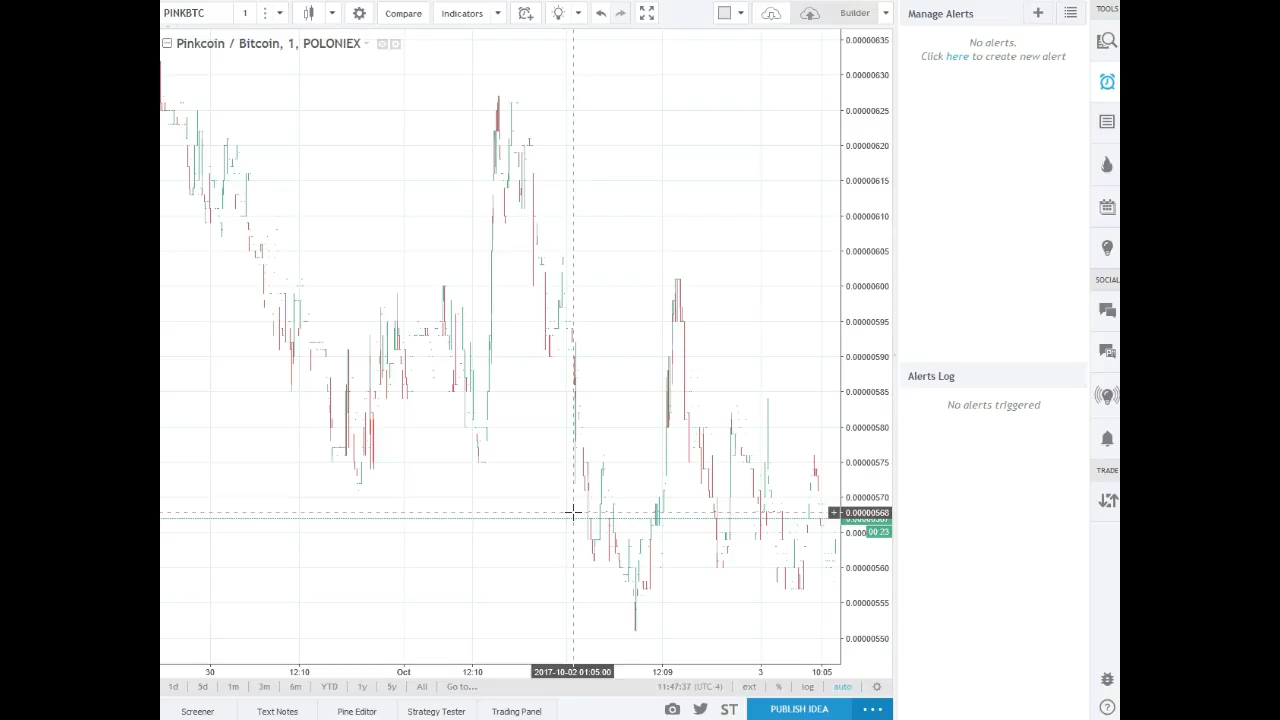 PINKBTC 1 Compare Indicators Builder Manage Alerts TOOLS
Pinkcoin / Bitcoin, 1, POLONIEX
No alerts.
Click here to create new alert
0.00000635
0.00000630
0.00000625
0.00000620
0.00000615
0.00000610
0.00000605
SOCIAL
0.00000600
0.00000595
0.00000590
Alerts Log
0.00000585
No alerts triggered
0.00000580
0.00000575
TRADE
0.00000570
0.00000568
00:23
0.00000560
0.00000555
0.00000550
30 12:10 Oct 12:10 2017-10-02 01:05:00 12:09 3 10:05
1d 5d 1m 3m 6m YTD 1y 5y All Go to... 11:47:37 (UTC-4) ext % log auto
eener Text Notes Pine Editor Strategy Tester Trading Panel ST PUBLISH IDEA